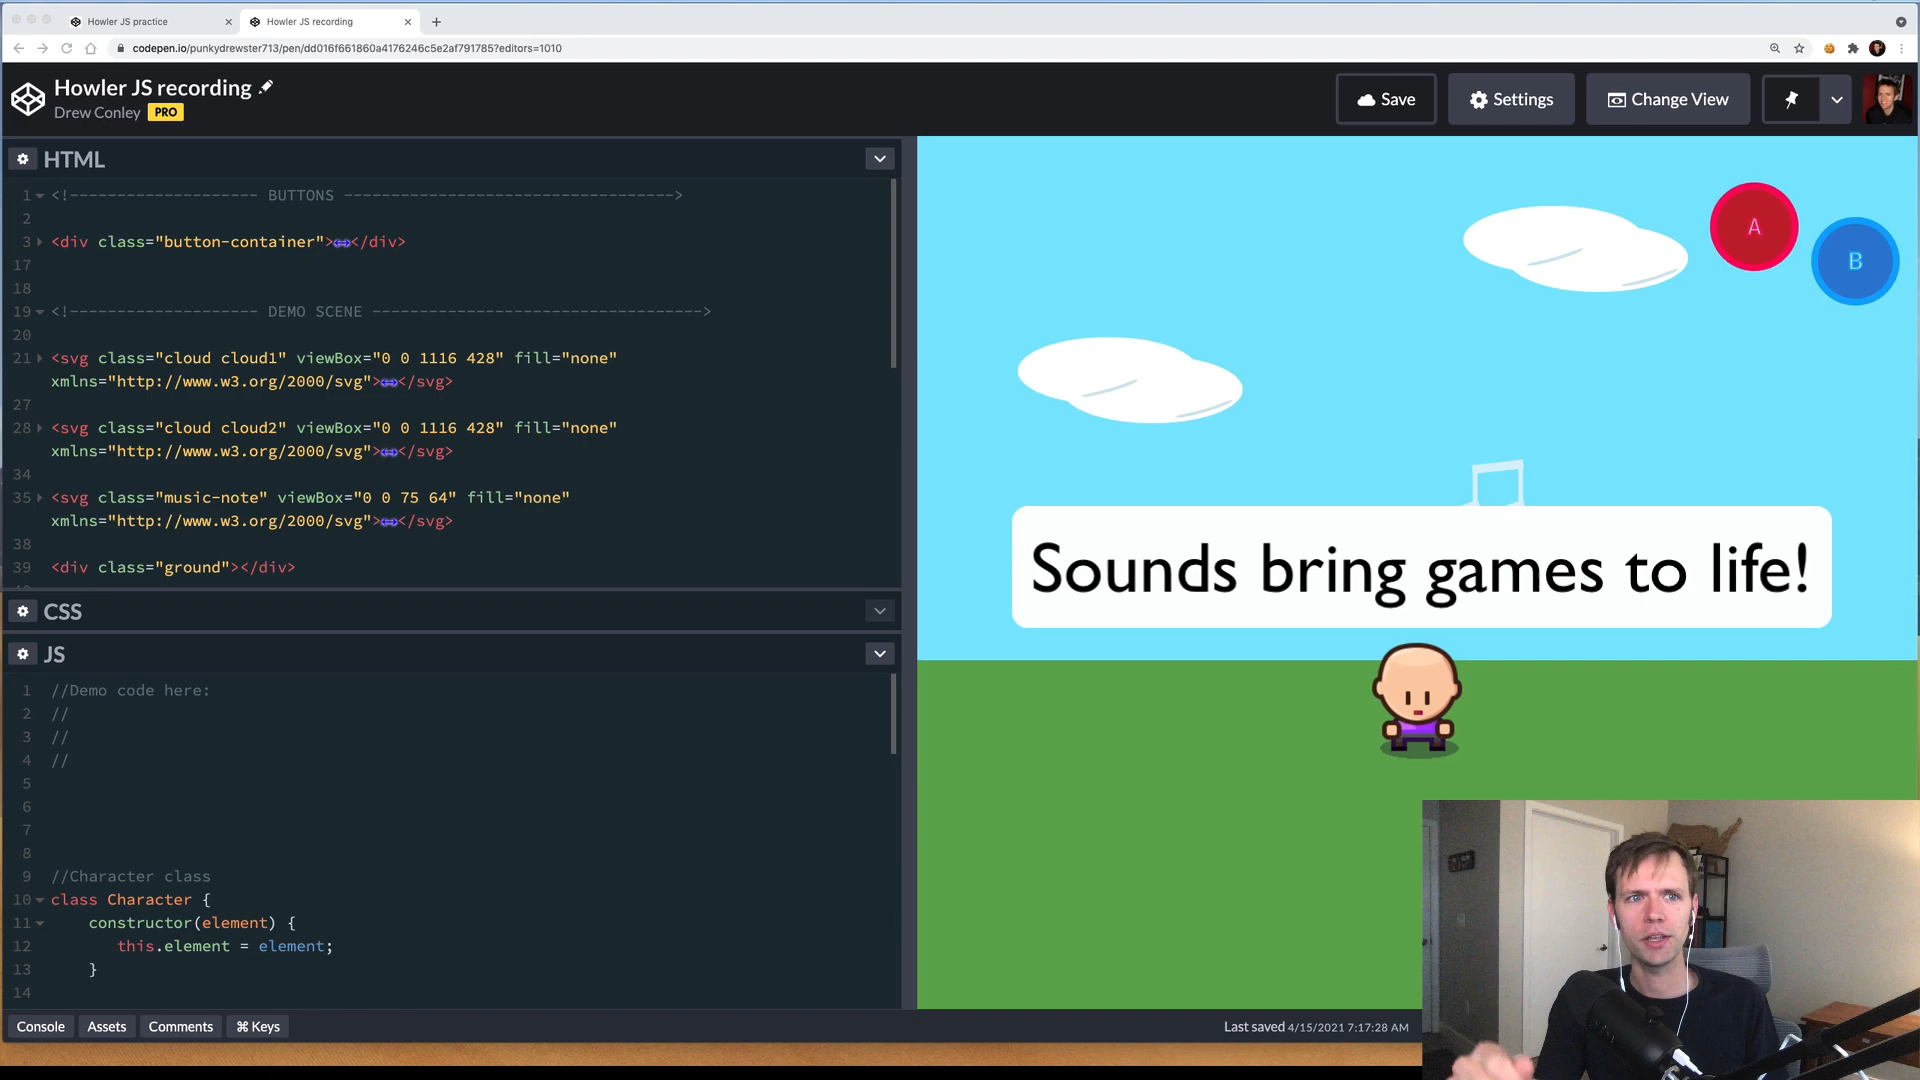 Howler JS practice
Howler JS recording
codepen.io/punkydrewster713/pen/dd016f661860a4176246c5e2af791785?editors=1010
Howler JS recording
Drew Conley PRO
Save
Settings
Change View
HTML
1 <!-------------------- BUTTONS ----------------------------------->
2
3 <div class="button-container"></div>
17
18
19 <!-------------------- DEMO SCENE ----------------------------------->
20
21 <svg class="cloud cloud1" viewBox="0 0 1116 428" fill="none"
xmlns="http://www.w3.org/2000/svg"></svg>
27
28 <svg class="cloud cloud2" viewBox="0 0 1116 428" fill="none"
xmlns="http://www.w3.org/2000/svg"></svg>
34
35 <svg class="music-note" viewBox="0 0 75 64" fill="none"
xmlns="http://www.w3.org/2000/svg"></svg>
38
39 <div class="ground"></div>
CSS
JS
1 //Demo code here:
2 //
3 //
4 //
5
6
7
8
9 //Character class
10 class Character {
11 constructor(element) {
12 this.element = element;
13 }
14
A
B
Sounds bring games to life!
Console
Assets
Comments
⌘ Keys
Last saved 4/15/2021 7:17:28 AM